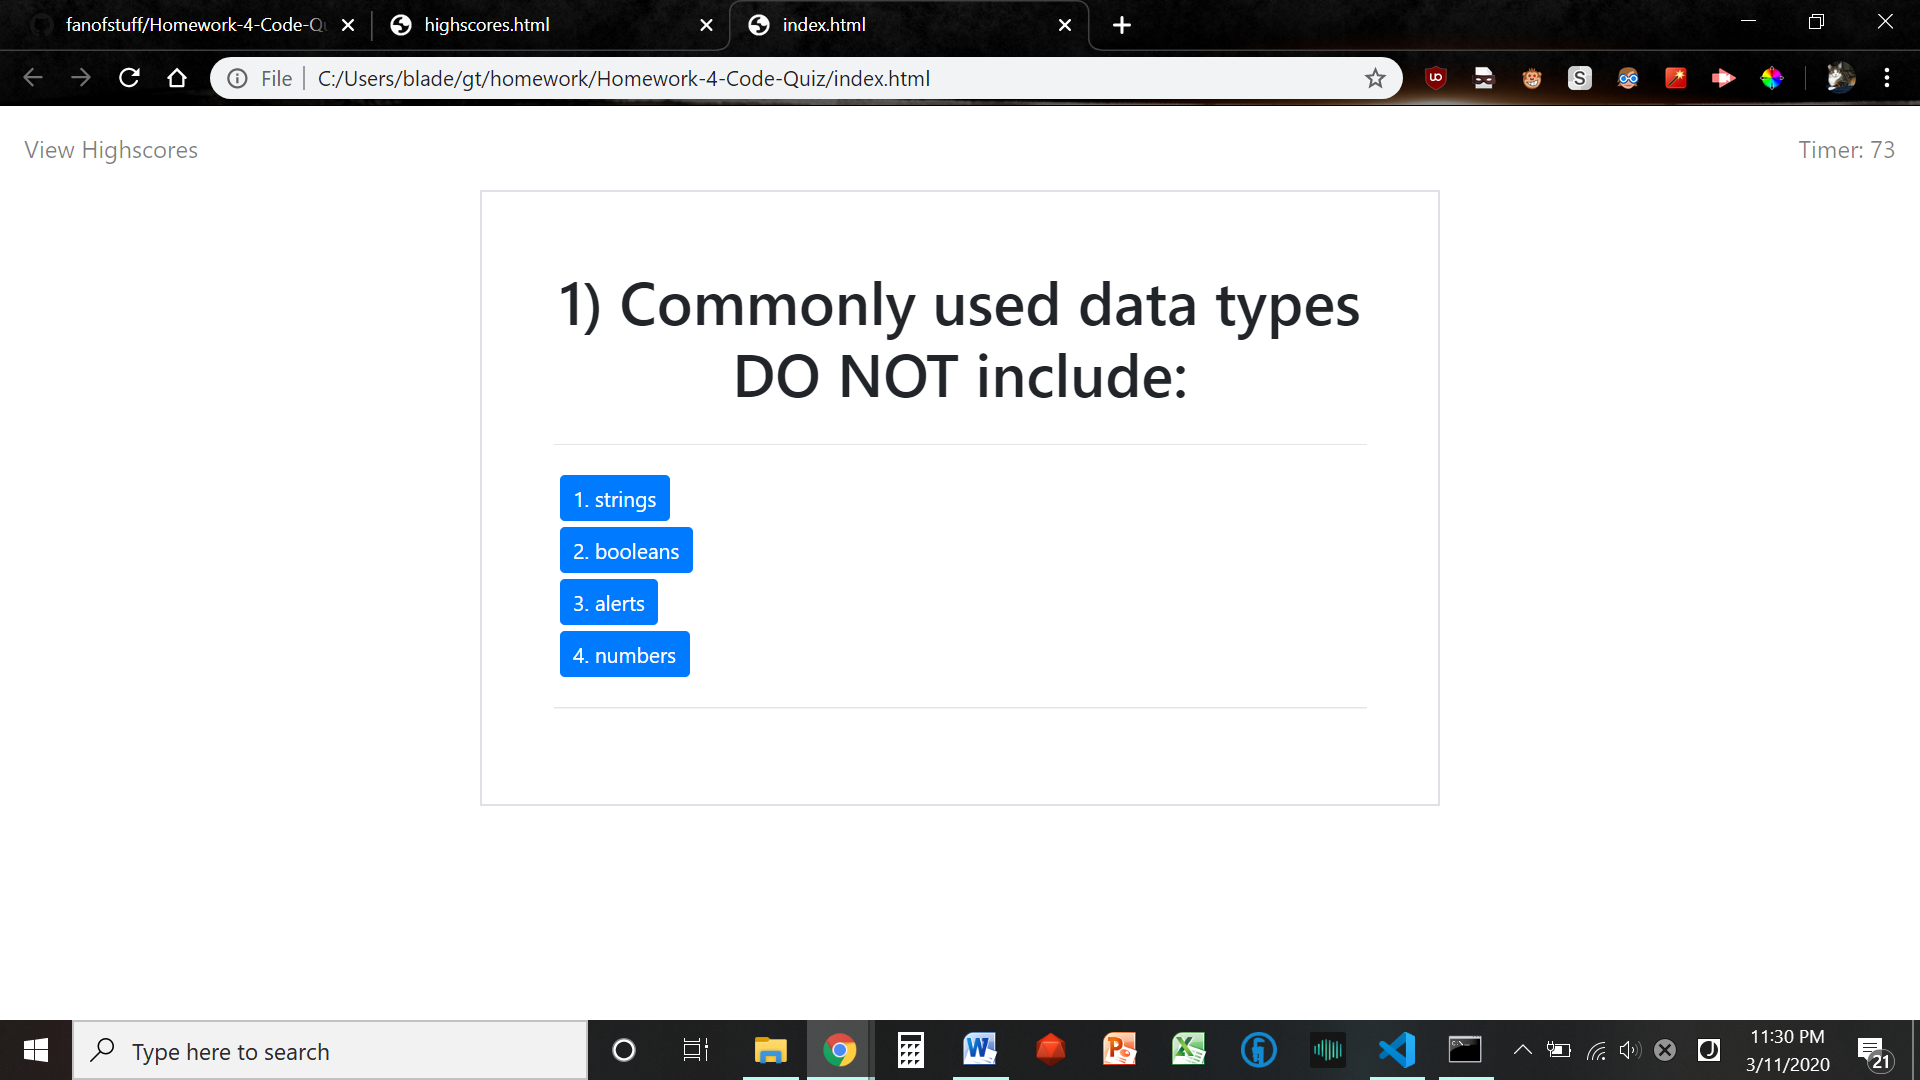 fanofstuff/Homework-4-Code-Qu
highscores.html
index.html
File
C:/Users/blade/gt/homework/Homework-4-Code-Quiz/index.html
View Highscores
Timer: 73
1) Commonly used data types
DO NOT include:
1. strings
2. booleans
3. alerts
4. numbers
Type here to search
11:30 PM
3/11/2020
21